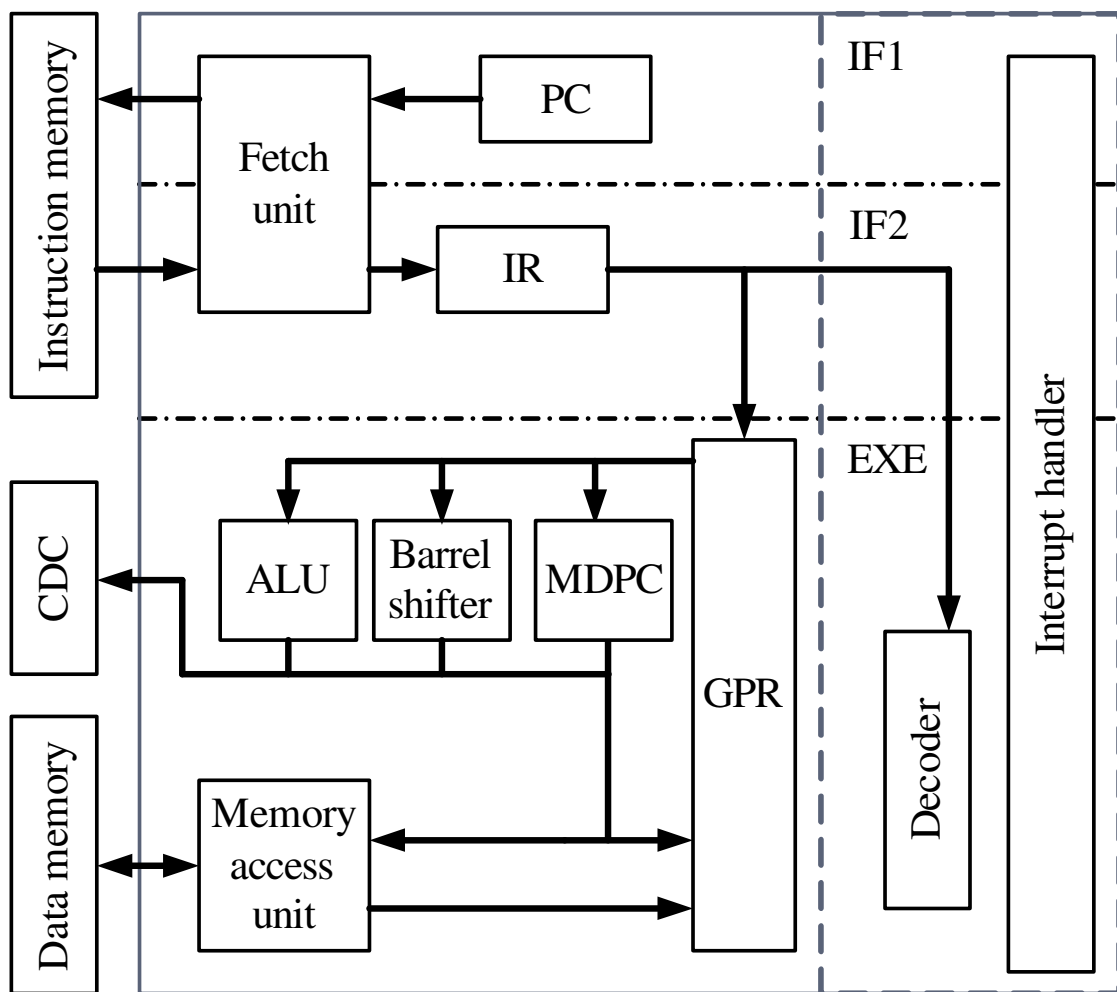 Instruction memory
PC
IF1
Fetch
unit
IF2
IR
Interrupt handler
EXE
CDC
ALU
Barrel
shifter
MDPC
GPR
Decoder
Data memory
Memory
access
unit